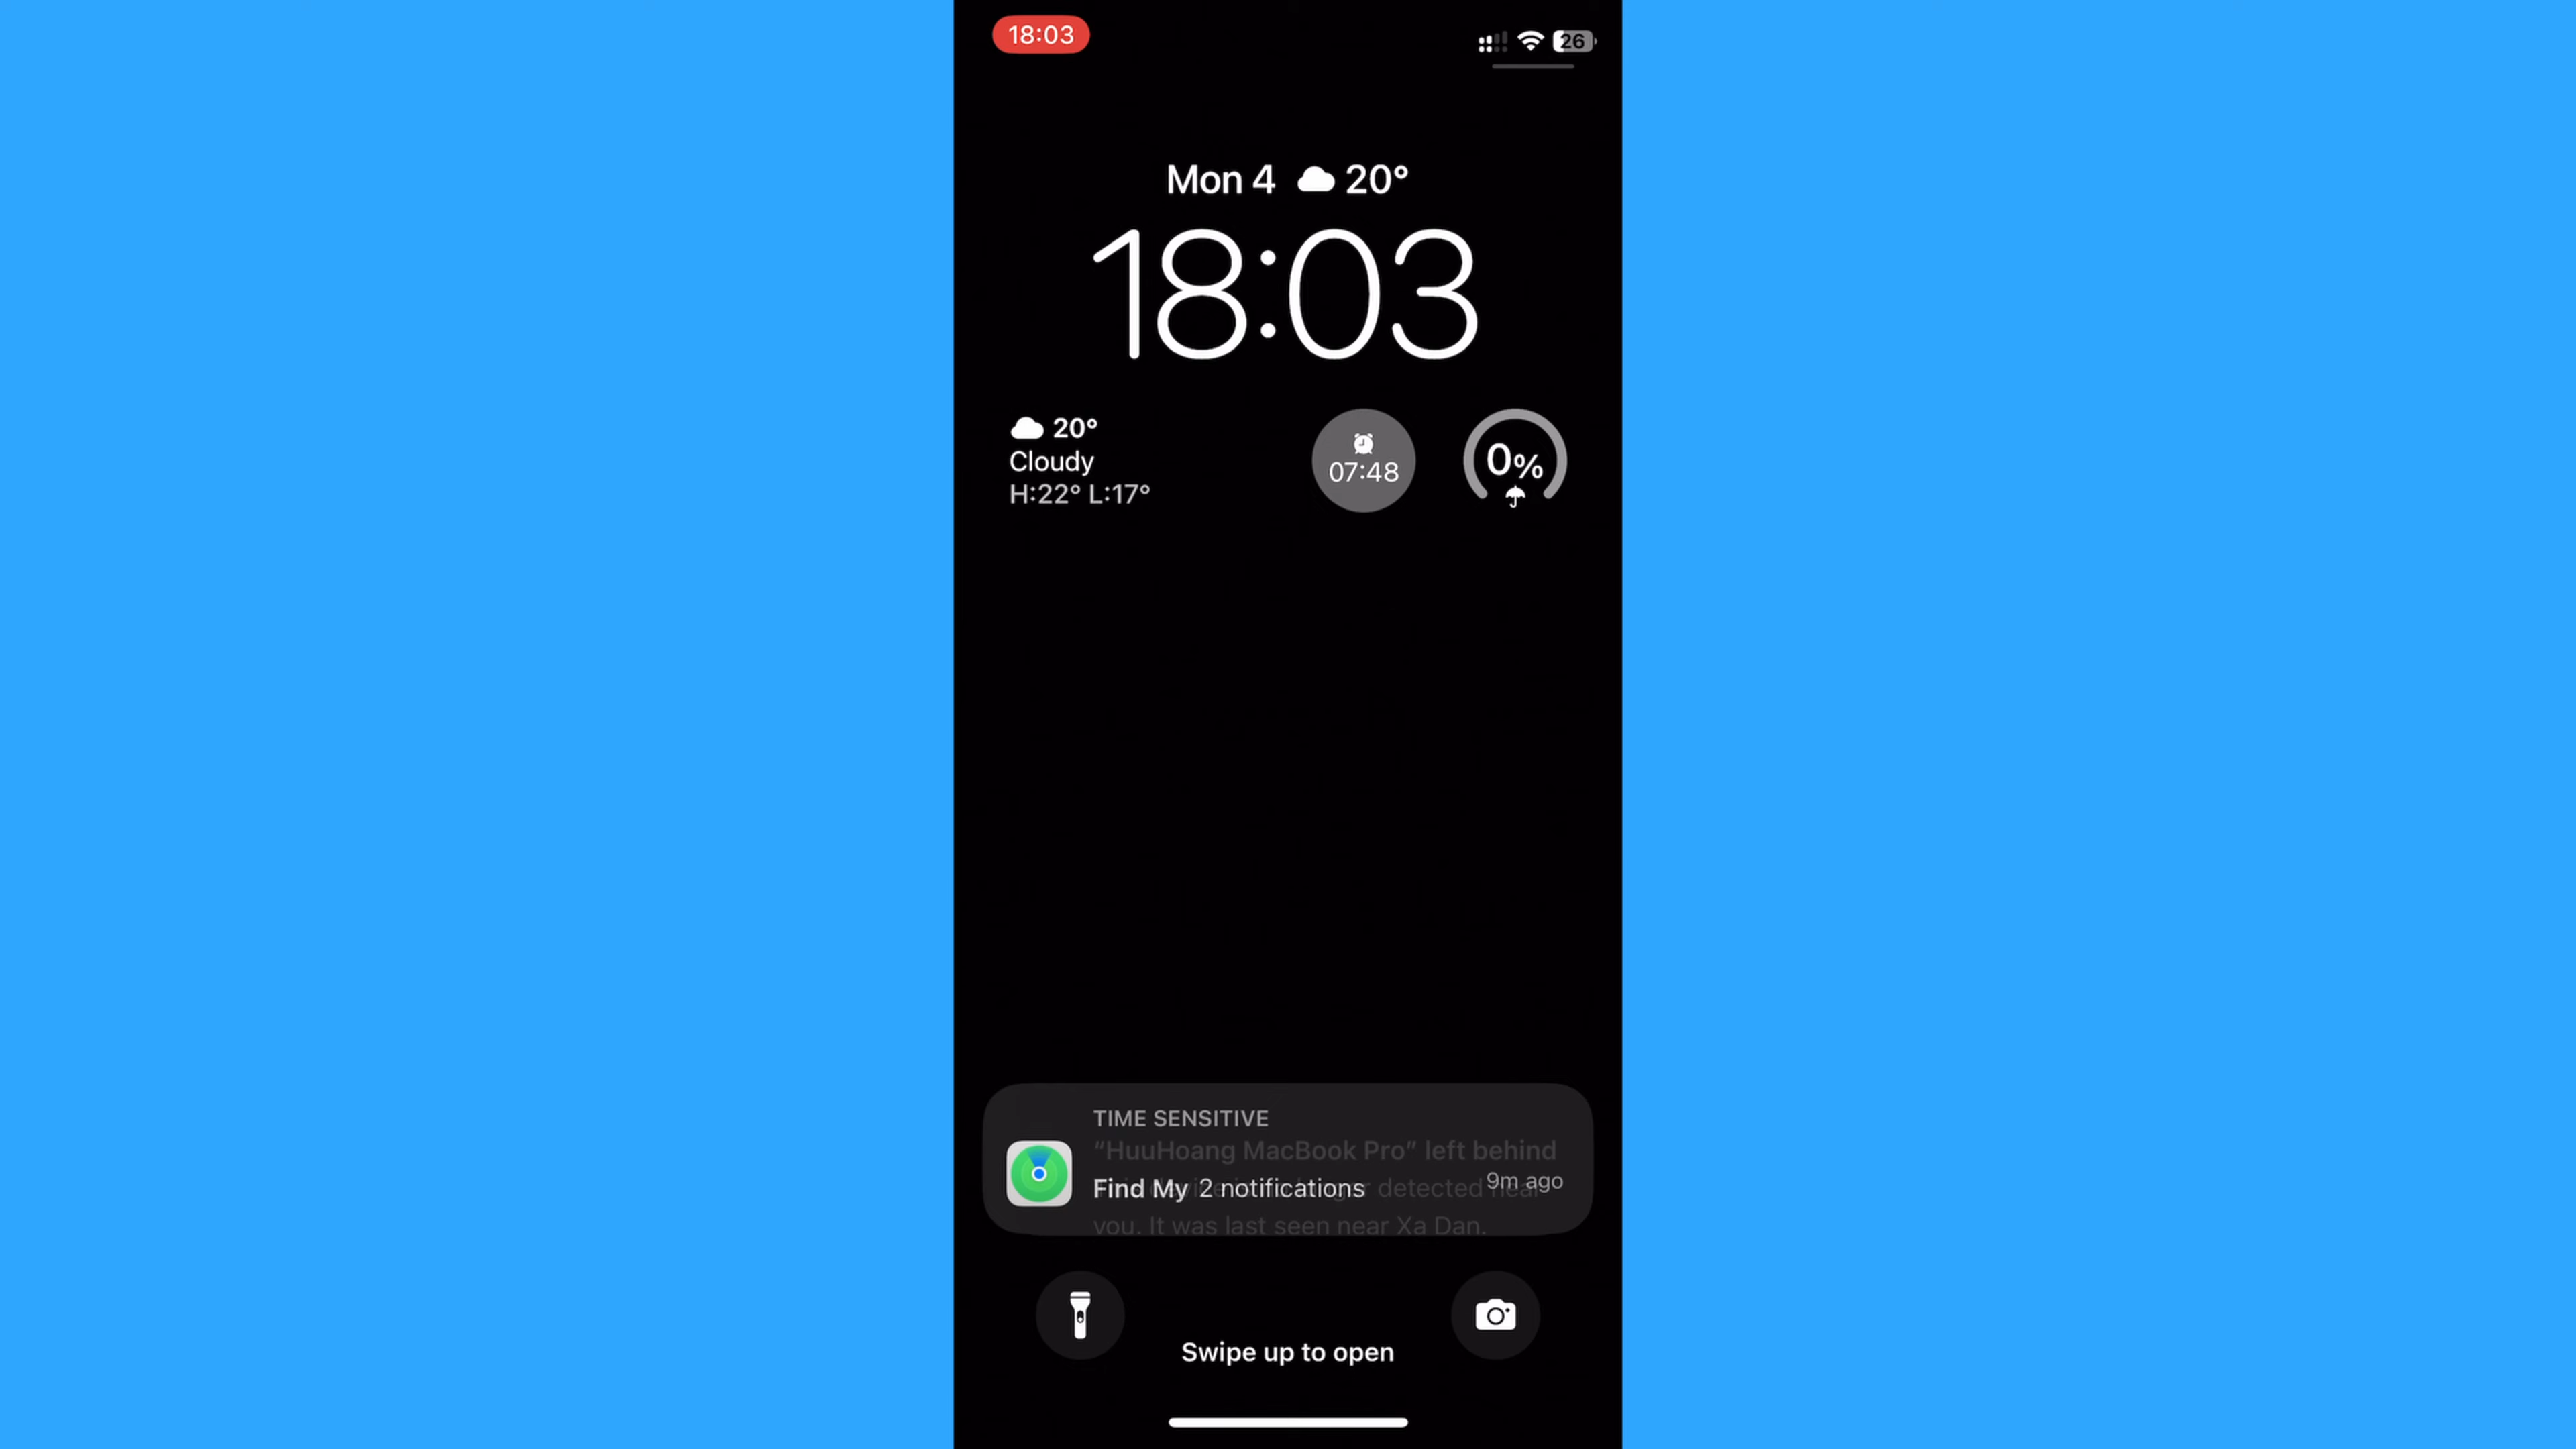 18:03
26
Mon 4 20°
18:03
20°
Cloudy
H:22° L:17°
07:48
0%
TIME SENSITIVE
“HuuHoang MacBook Pro” left behind
Find My 2 notifications
detected near
9m ago
you. It was last seen near Xa Dan.
Swipe up to open